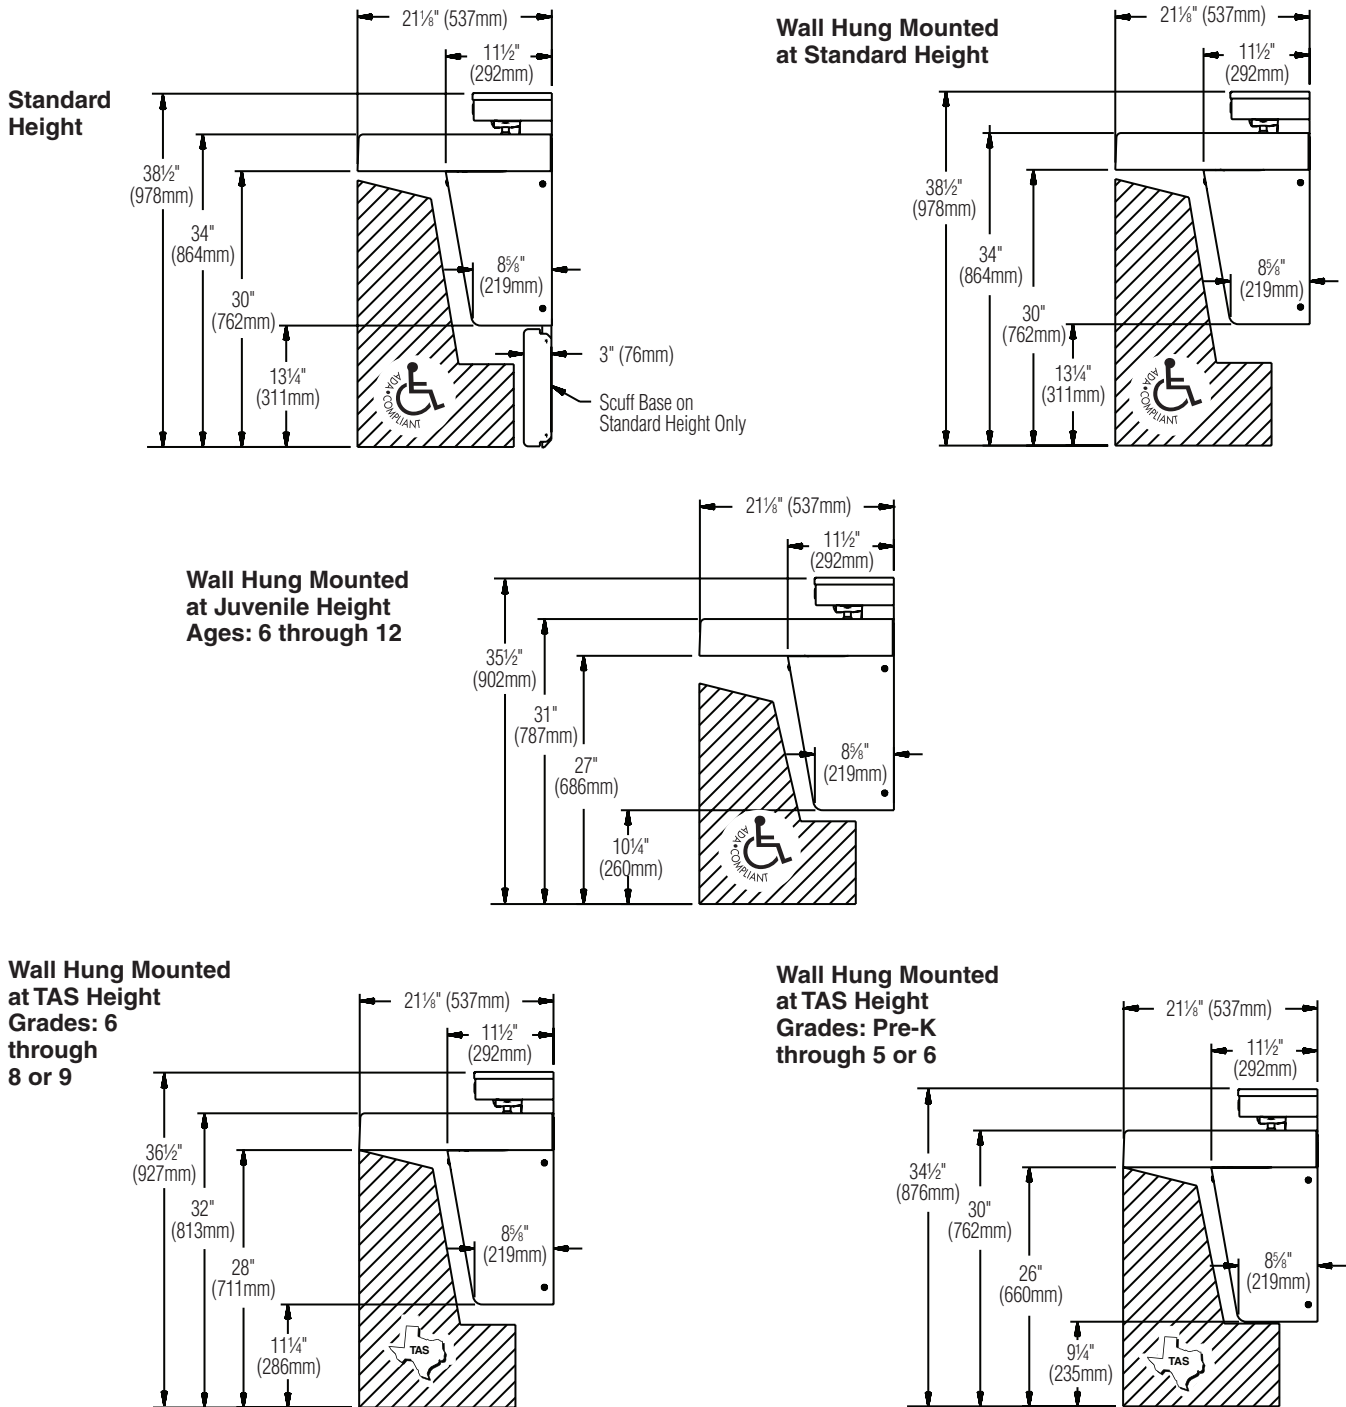 Standard
Height
21⅛" (537mm)
11½"
(292mm)
38½"
(978mm)
34"
(864mm)
30"
(762mm)
13¼"
(311mm)
8⅝"
(219mm)
3" (76mm)
Scuff Base on
Standard Height Only
ADA • COMPLIANT
Wall Hung Mounted
at Standard Height
21⅛" (537mm)
11½"
(292mm)
38½"
(978mm)
34"
(864mm)
30"
(762mm)
13¼"
(311mm)
8⅝"
(219mm)
ADA • COMPLIANT
Wall Hung Mounted
at Juvenile Height
Ages: 6 through 12
21⅛" (537mm)
11½"
(292mm)
35½"
(902mm)
31"
(787mm)
27"
(686mm)
10¼"
(260mm)
8⅝"
(219mm)
ADA • COMPLIANT
Wall Hung Mounted
at TAS Height
Grades: 6
through
8 or 9
21⅛" (537mm)
11½"
(292mm)
36½"
(927mm)
32"
(813mm)
28"
(711mm)
11¼"
(286mm)
8⅝"
(219mm)
TAS
Wall Hung Mounted
at TAS Height
Grades: Pre-K
through 5 or 6
21⅛" (537mm)
11½"
(292mm)
34½"
(876mm)
30"
(762mm)
26"
(660mm)
9¼"
(235mm)
8⅝"
(219mm)
TAS